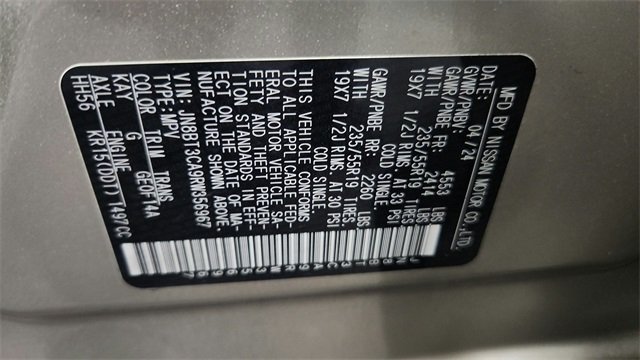 MFD BY NISSAN MOTOR CO.,LTD.
DATE: 04/24
GVWR/PNBV: 4553 LBS
GAWR/PNBE FR: 2414 LBS
WITH 235/55R19 TIRES,
19X7 1/2J RIMS, AT 33 PSI
COLD SINGLE
GAWR/PNBE RR: 2260 LBS
WITH 235/55R19 TIRES,
19X7 1/2J RIMS, AT 30 PSI
COLD SINGLE.
THIS VEHICLE CONFORMS
TO ALL APPLICABLE FED-
ERAL MOTOR VEHICLE SA-
FETY AND THEFT PREVEN-
TION STANDARDS IN EFF-
ECT ON THE DATE OF MA-
NUFACTURE SHOWN ABOVE.
VIN: JN8BT3CA9RW356967
MPV
COLOR TRIM TRANS.
KAY G GE0F14A
AXLE ENGINE
HH56 KR15(DDT) 1497CC
JN8BT3CA9RW356967